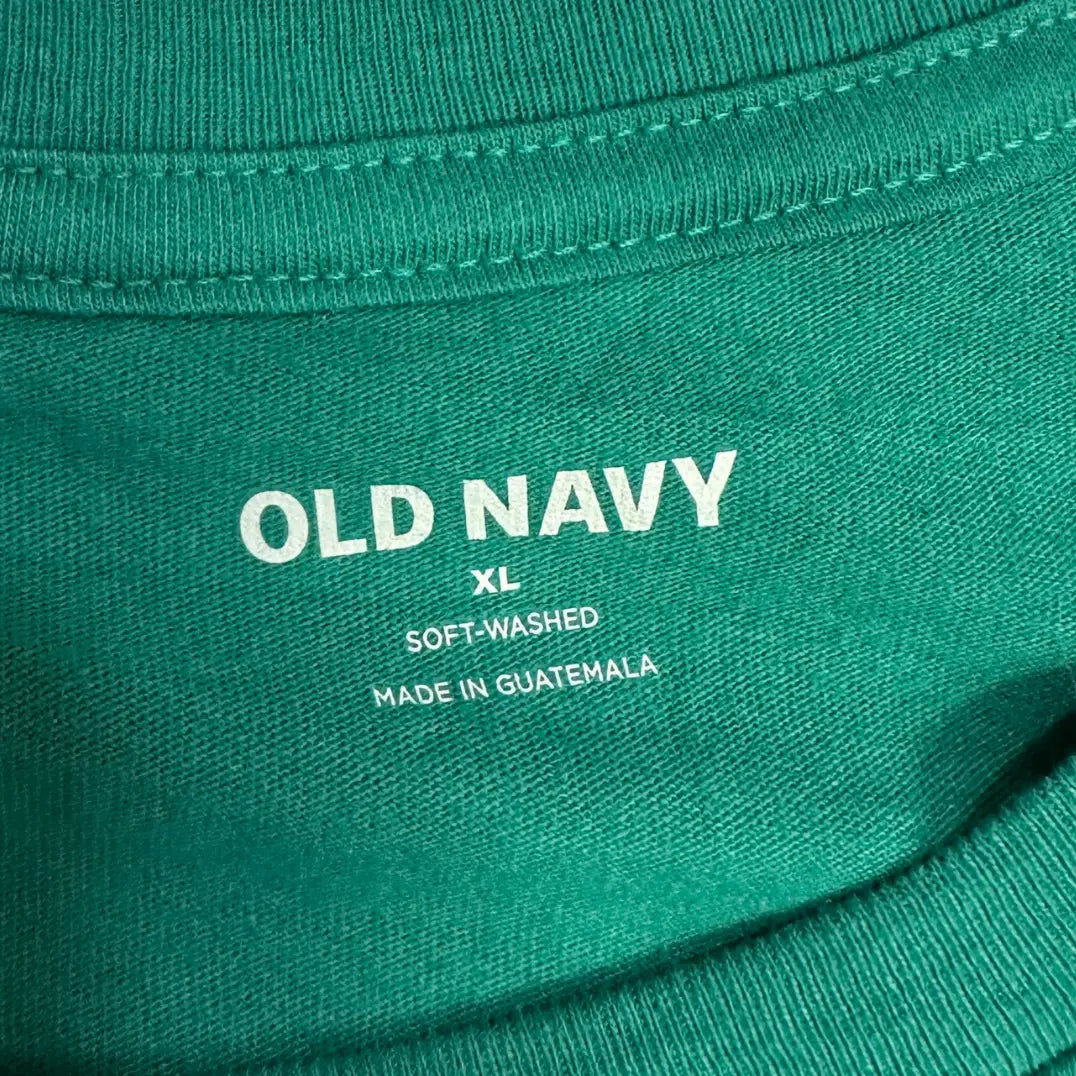 OLD NAVY
XL
SOFT-WASHED
MADE IN GUATEMALA